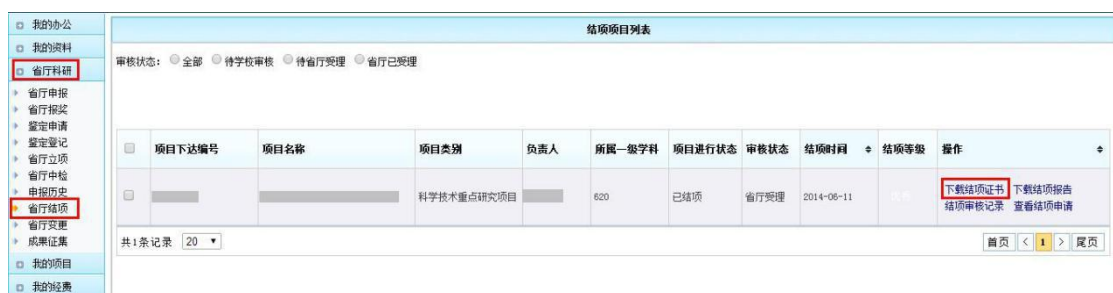 我的办公
我的资料
省厅科研
省厅申报
省厅报奖
鉴定申请
鉴定登记
省厅立项
省厅中检
申报历史
省厅结项
省厅变更
成果征集
我的项目
我的经费
结项项目列表
审核状态: 全部 待学校审核 待省厅受理 省厅已受理
项目下达编号 项目名称 项目类别 负责人 所属一级学科 项目进行状态 审核状态 结项时间 结项等级 操作
科学技术重点研究项目 620 已结项 省厅受理 2014-06-11 下载结项证书 下载结项报告
结项审核记录 查看结项申请
共1条记录 20 首页 < 1 > 尾页